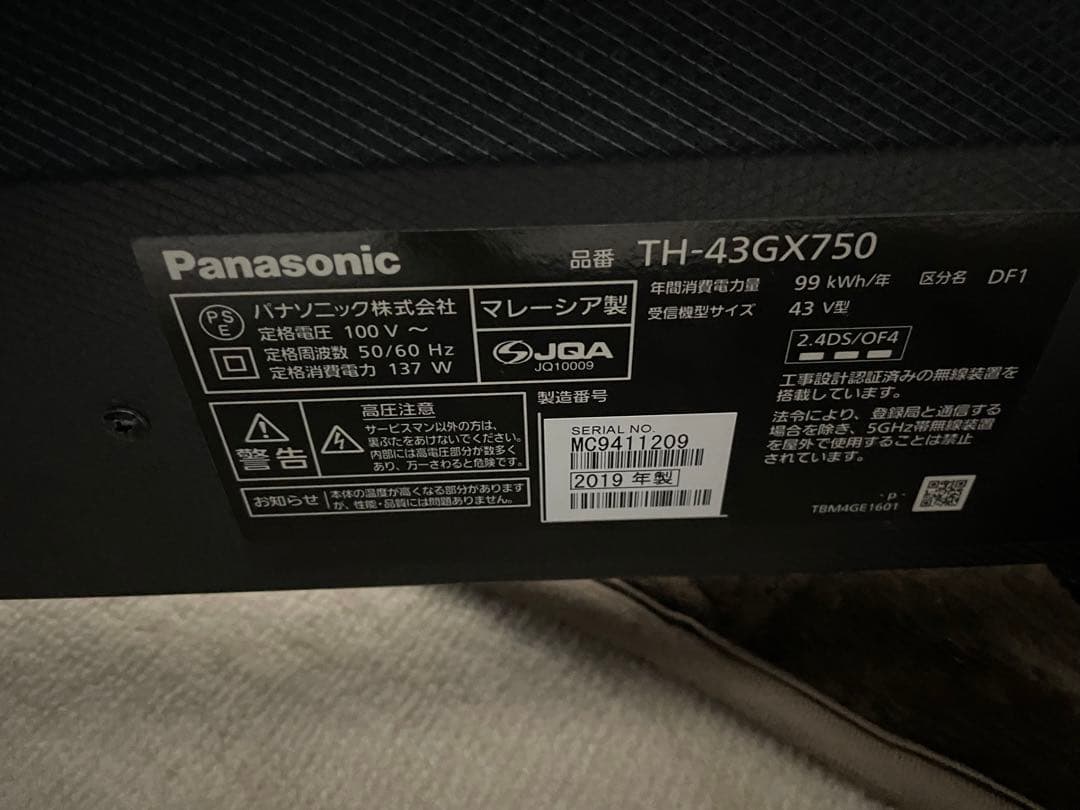 Panasonic
品番 TH-43GX750
年間消費電力量 99 kWh/年 区分名 DF1
受信機型サイズ 43 V型
PS
E
パナソニック株式会社
定格電圧 100 V ～
定格周波数 50/60 Hz
定格消費電力 137 W
マレーシア製
JQA
JQ10009
2.4DS/OF4
工事設計認証済みの無線装置を
搭載しています。
法令により、登録局と通信する
場合を除き、5GHz帯無線装置
を屋外で使用することは禁止
されています。
警告
高圧注意
サービスマン以外の方は、
裏ぶたをあけないでください。
内部には高電圧部分が数多く
あり、万一さわると危険です。
お知らせ
本体の温度が高くなる部分があります
が、性能・品質には問題ありません。
製造番号
SERIAL NO.
MC9411209
2019 年製
-p-
TBM4GE1601